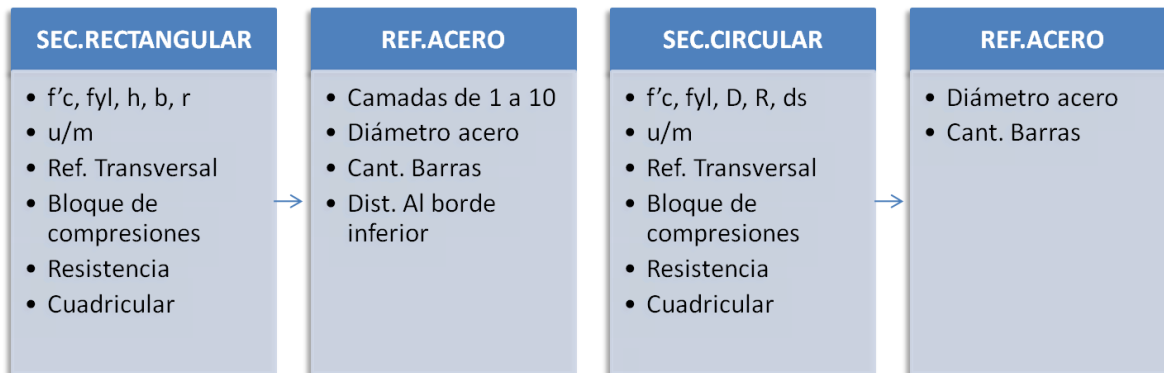 SEC.RECTANGULAR
• f’c, fyl, h, b, r
• u/m
• Ref. Transversal
• Bloque de
compresiones
• Resistencia
• Cuadricular
REF.ACERO
• Camadas de 1 a 10
• Diámetro acero
• Cant. Barras
• Dist. Al borde
inferior
SEC.CIRCULAR
• f’c, fyl, D, R, ds
• u/m
• Ref. Transversal
• Bloque de
compresiones
• Resistencia
• Cuadricular
REF.ACERO
• Diámetro acero
• Cant. Barras